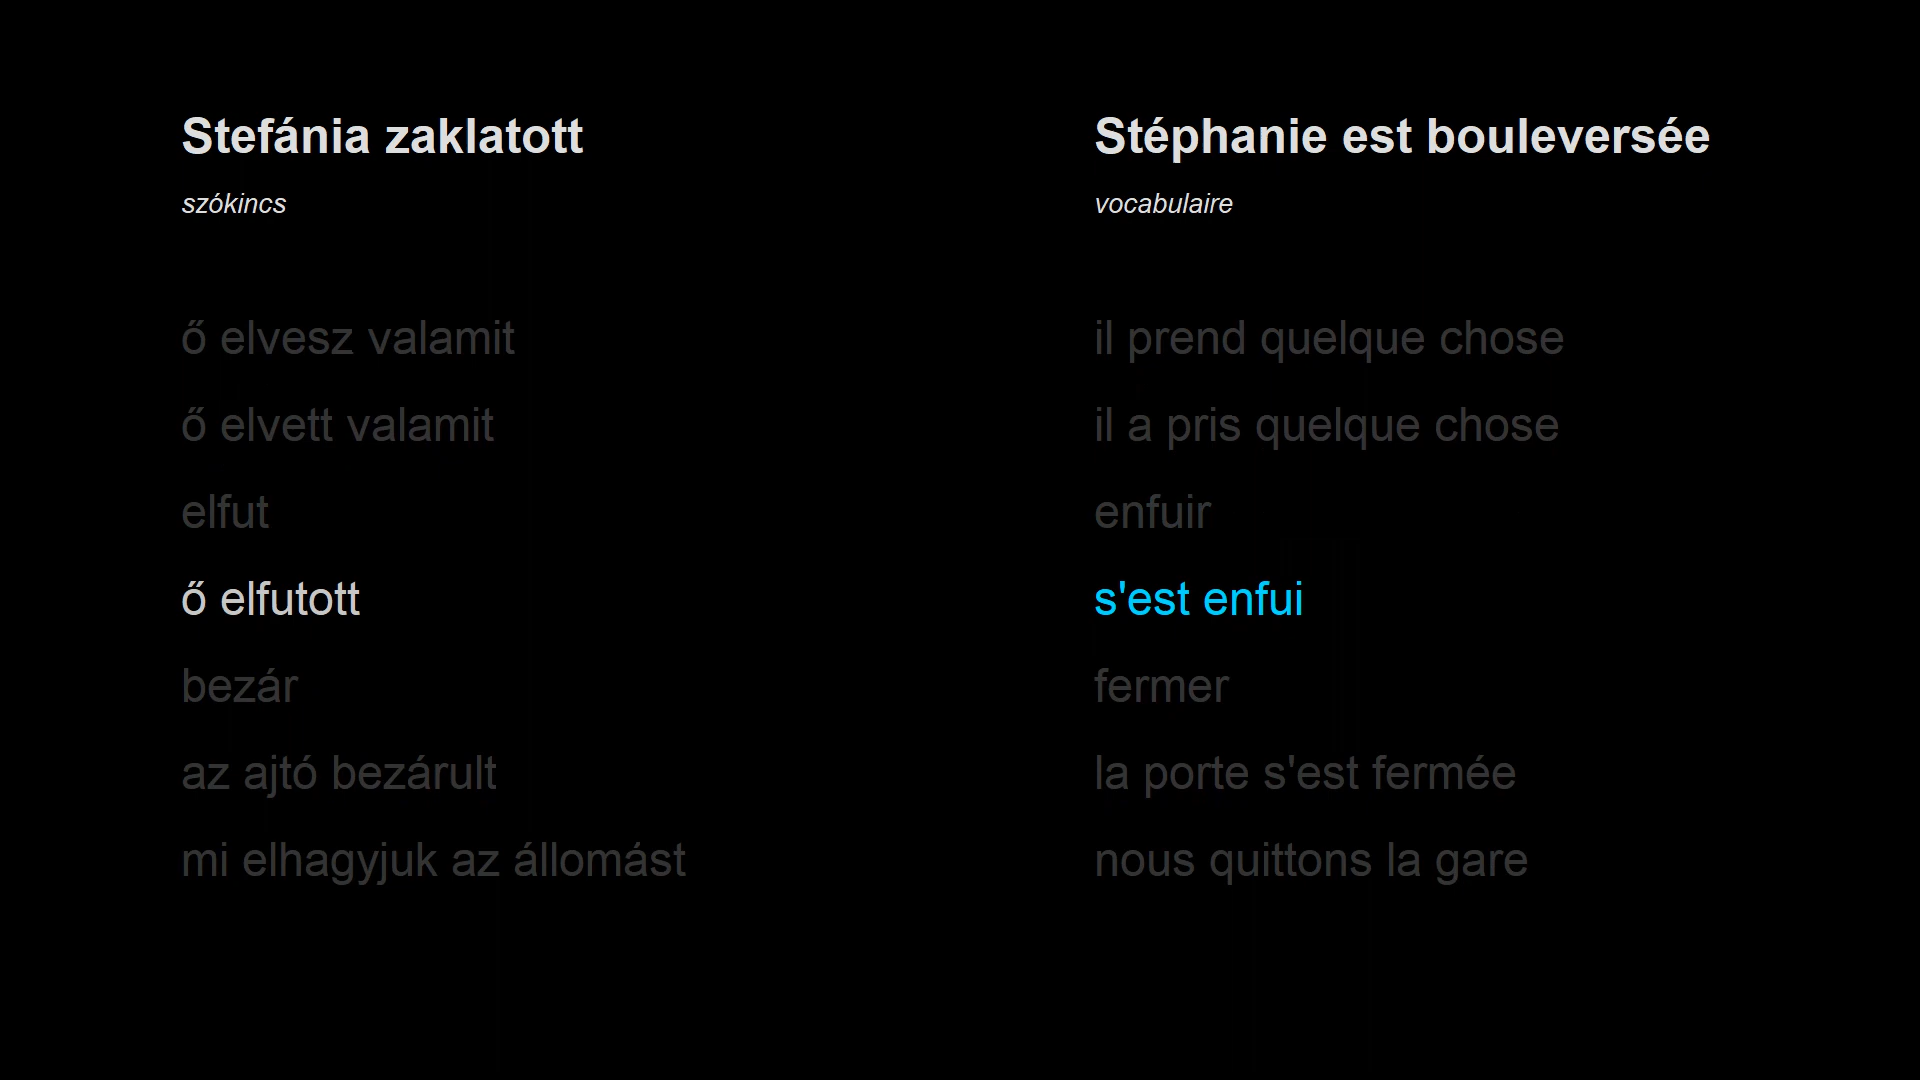 Stefánia zaklatott
szókincs
ő elvesz valamit
ő elvett valamit
elfut
ő elfutott
bezár
az ajtó bezárult
mi elhagyjuk az állomást
Stéphanie est bouleversée
vocabulaire
il prend quelque chose
il a pris quelque chose
enfuir
s'est enfui
fermer
la porte s'est fermée
nous quittons la gare